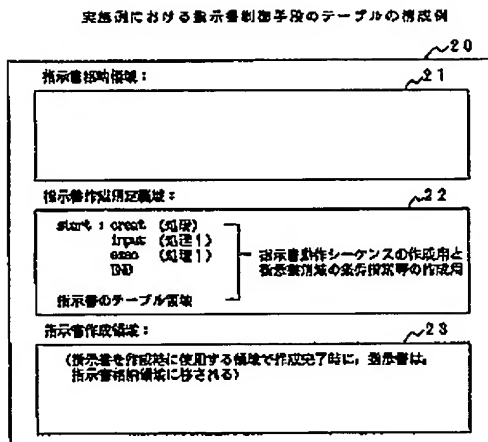 実施例における指示書制御手段のテーブルの構成例
20
指示書格納領域:
21
指示書作成規定領域:
22
start : creat (処理)
input (処理1)
exec (処理1)
END
指示書動作シーケンスの作成用と
指示書削除の条件指定等の作成用
指示書のテーブル領域
指示書作成領域:
23
(指示書を作成時に使用する領域で作成完了時に,指示書は,
指示書格納領域に移される)